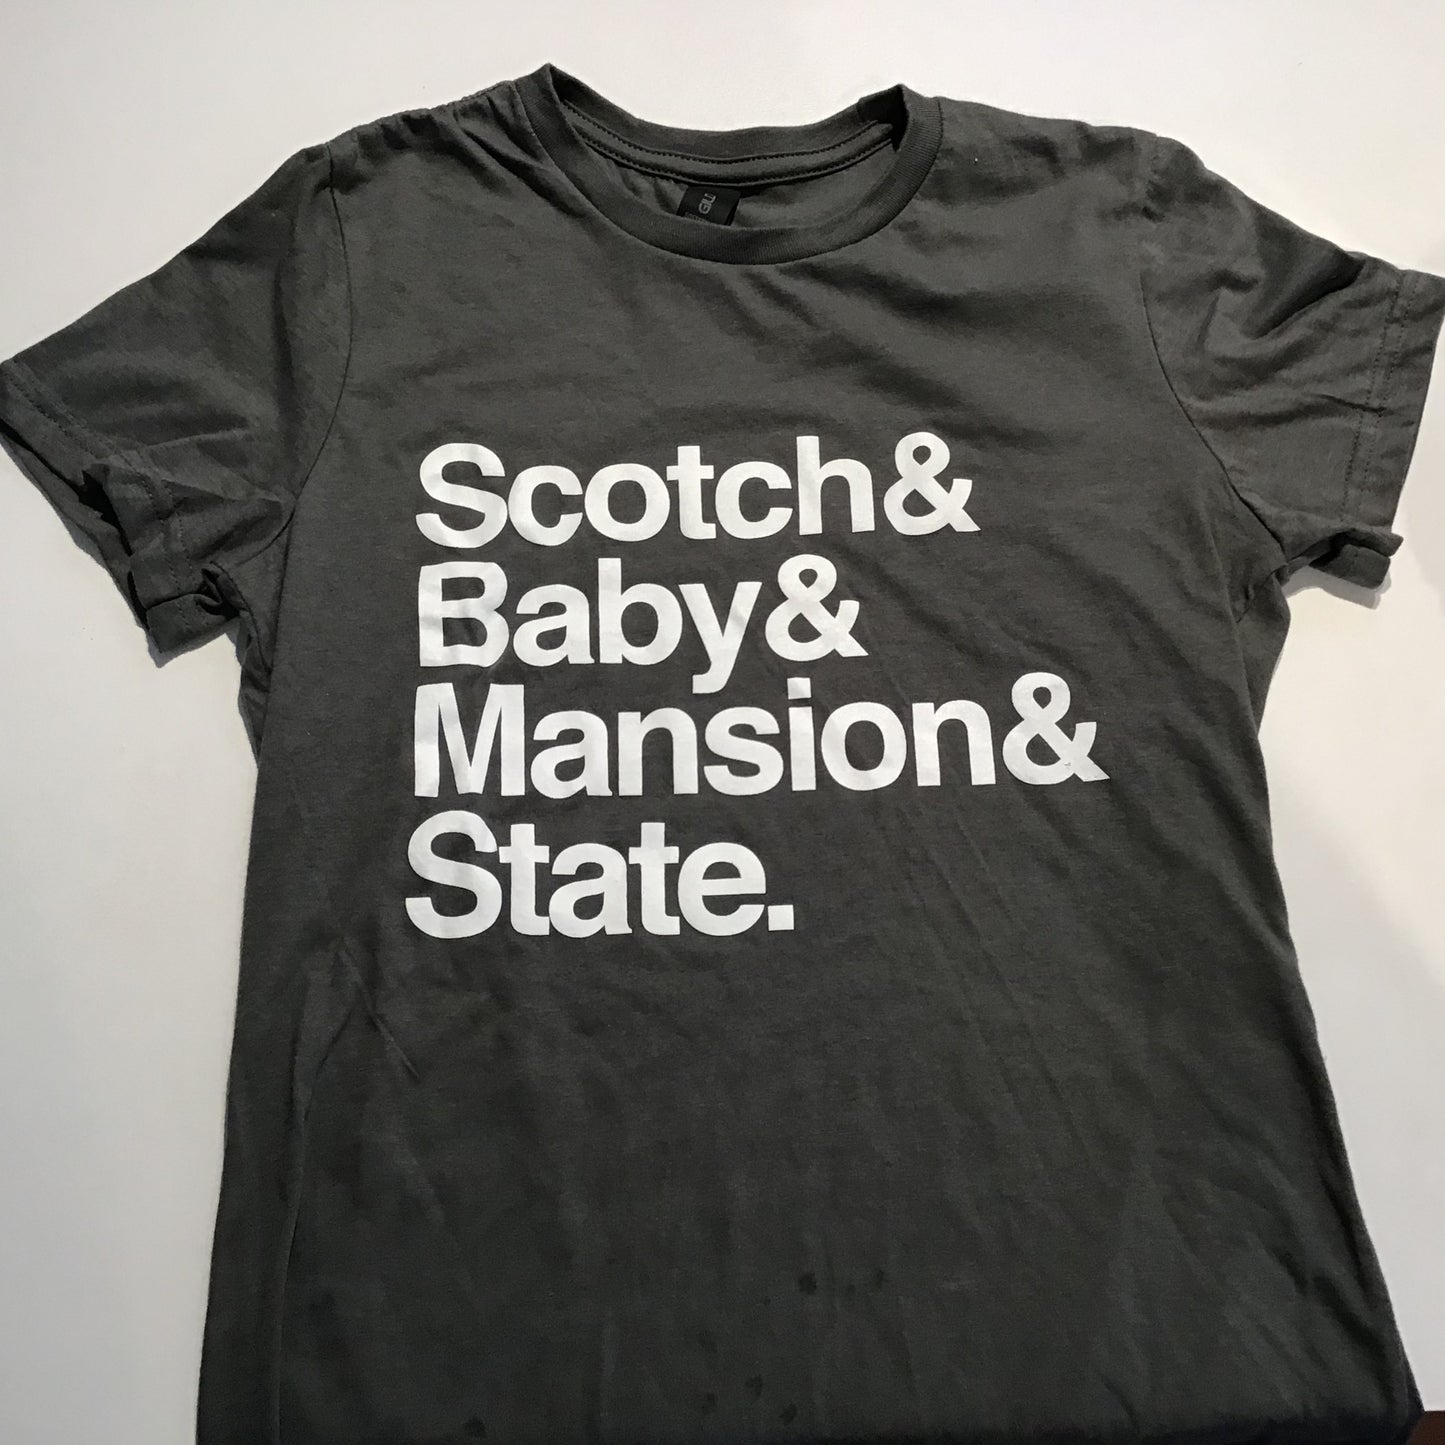 Scotch&
Baby&
Mansion&
State.